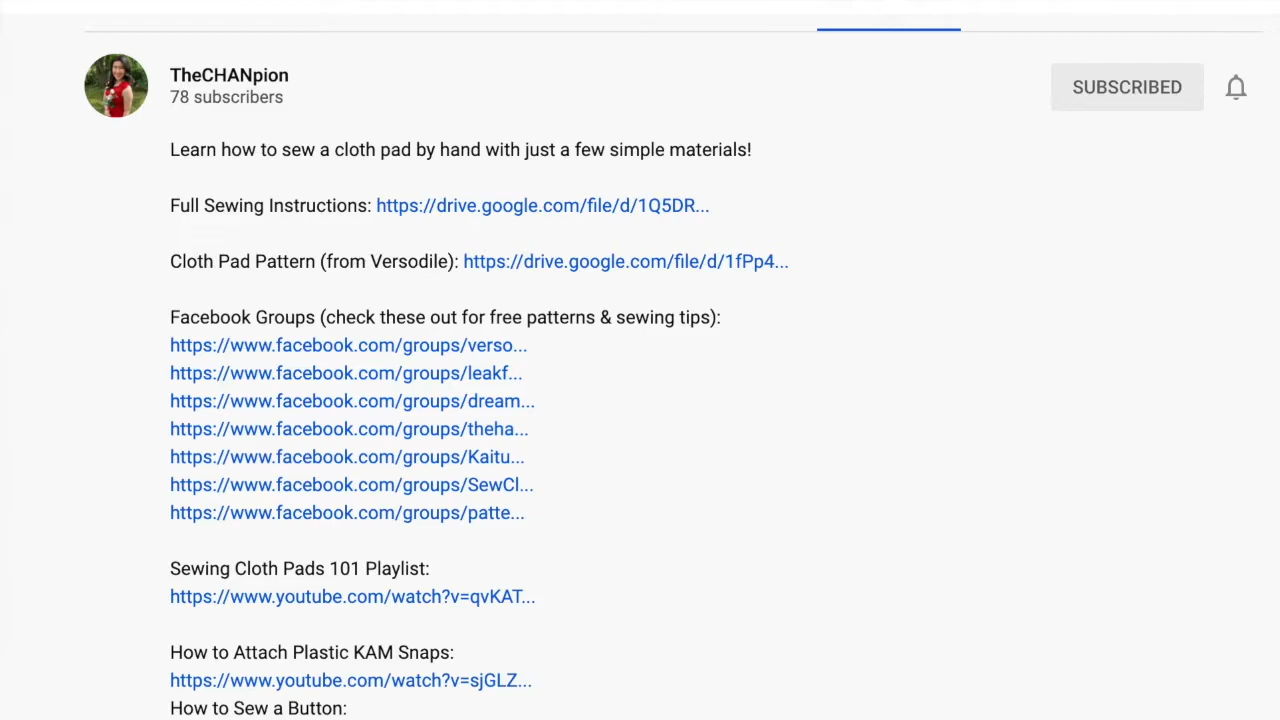 TheCHANpion
78 subscribers
SUBSCRIBED
Learn how to sew a cloth pad by hand with just a few simple materials!
Full Sewing Instructions: https://drive.google.com/file/d/1Q5DR...
Cloth Pad Pattern (from Versodile): https://drive.google.com/file/d/1fPp4...
Facebook Groups (check these out for free patterns & sewing tips):
https://www.facebook.com/groups/verso...
https://www.facebook.com/groups/leakf...
https://www.facebook.com/groups/dream...
https://www.facebook.com/groups/theha...
https://www.facebook.com/groups/Kaitu...
https://www.facebook.com/groups/SewCl...
https://www.facebook.com/groups/patte...
Sewing Cloth Pads 101 Playlist:
https://www.youtube.com/watch?v=qvKAT...
How to Attach Plastic KAM Snaps:
https://www.youtube.com/watch?v=sjGLZ...
How to Sew a Button: